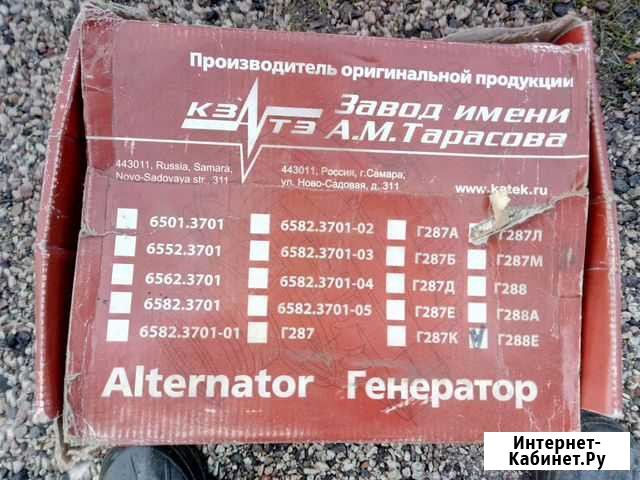 Производитель оригинальной продукции
КЗАТЭ Завод имени
А.М.Тарасова
443011, Russia, Samara,
Novo-Sadovaya str. 311
443011, Россия, г.Самара,
ул. Ново-Садовая, д. 311
www.katek.ru
6501.3701
6552.3701
6562.3701
6582.3701
6582.3701-01
6582.3701-02
6582.3701-03
6582.3701-04
6582.3701-05
Г287
Г287А
Г287Б
Г287Д
Г287Е
Г287К
Г287Л
Г287М
Г288
Г288А
Г288Е
Alternator Генератор
Интернет-
Кабинет.Ру